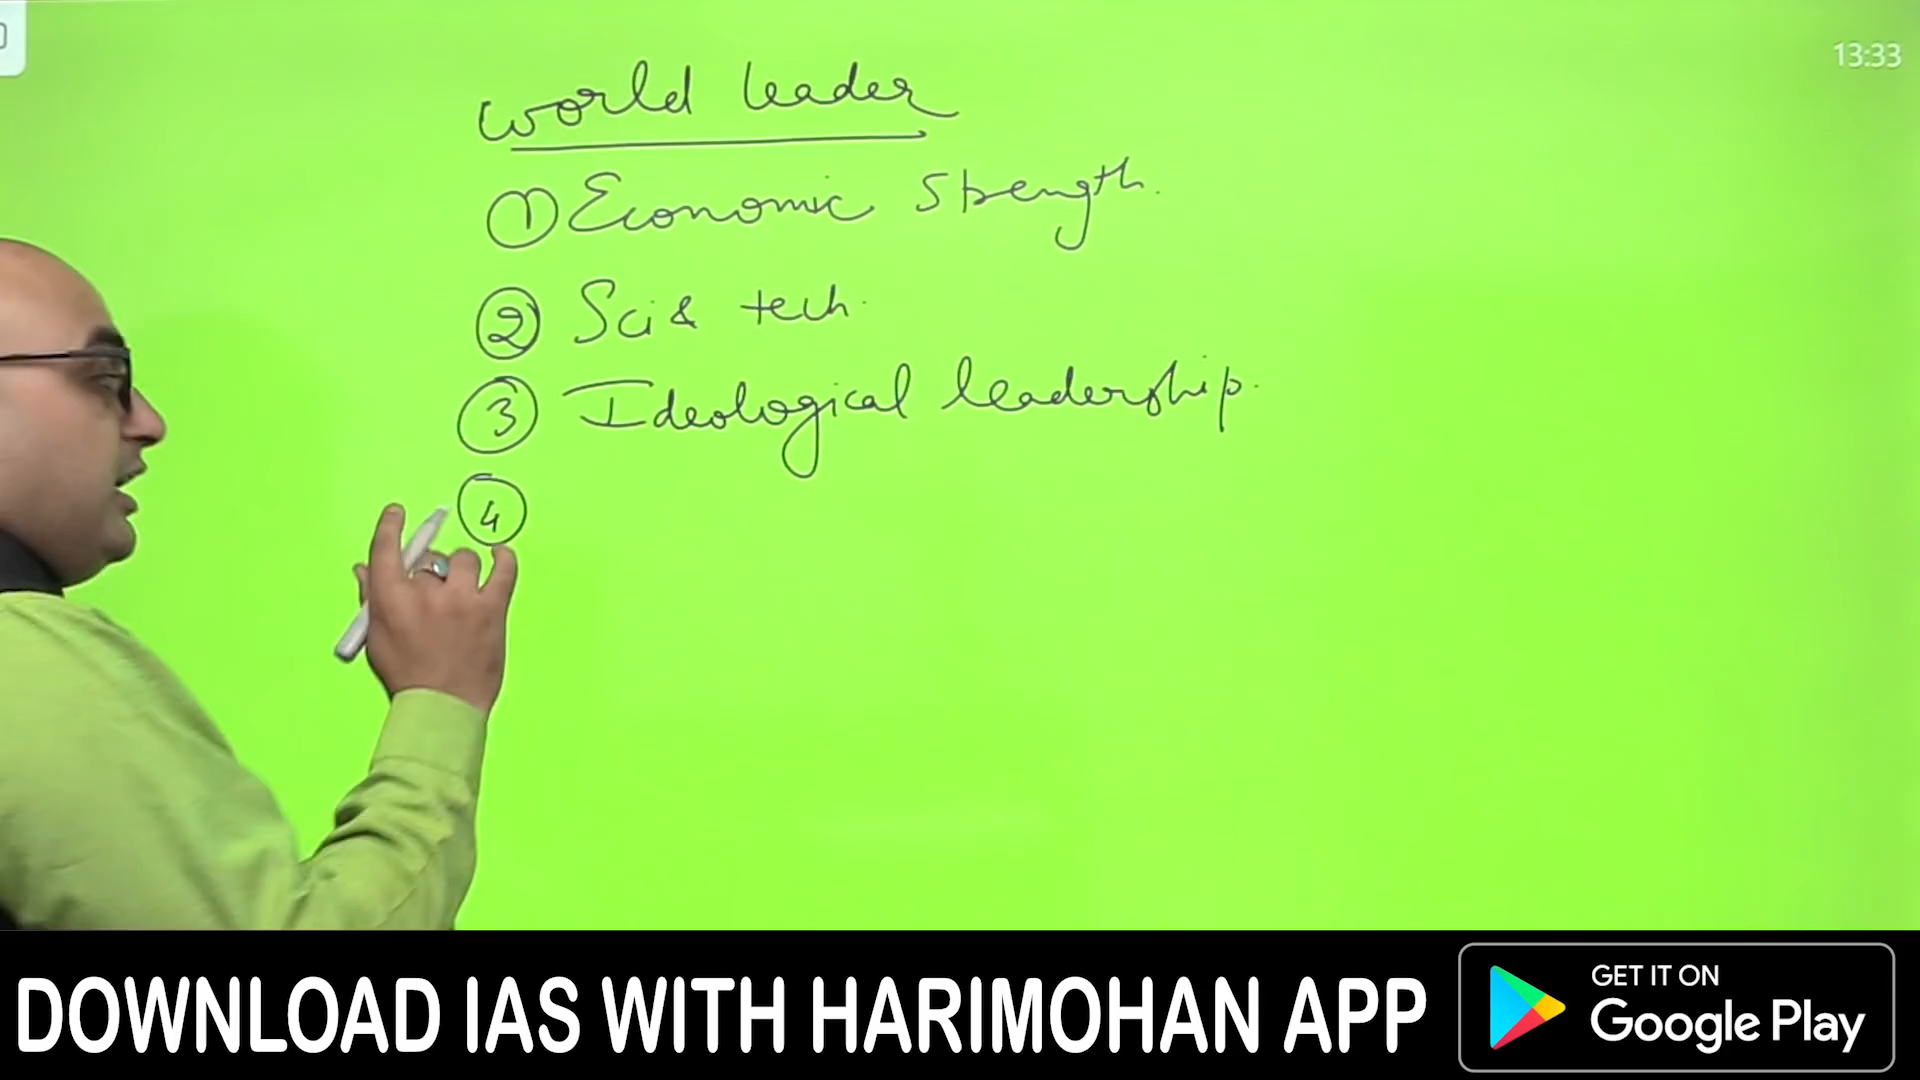 13:33
World leader
① Economic Strength.
② Sci & tech.
③ Ideological leadership.
④
DOWNLOAD IAS WITH HARIMOHAN APP
GET IT ON
Google Play